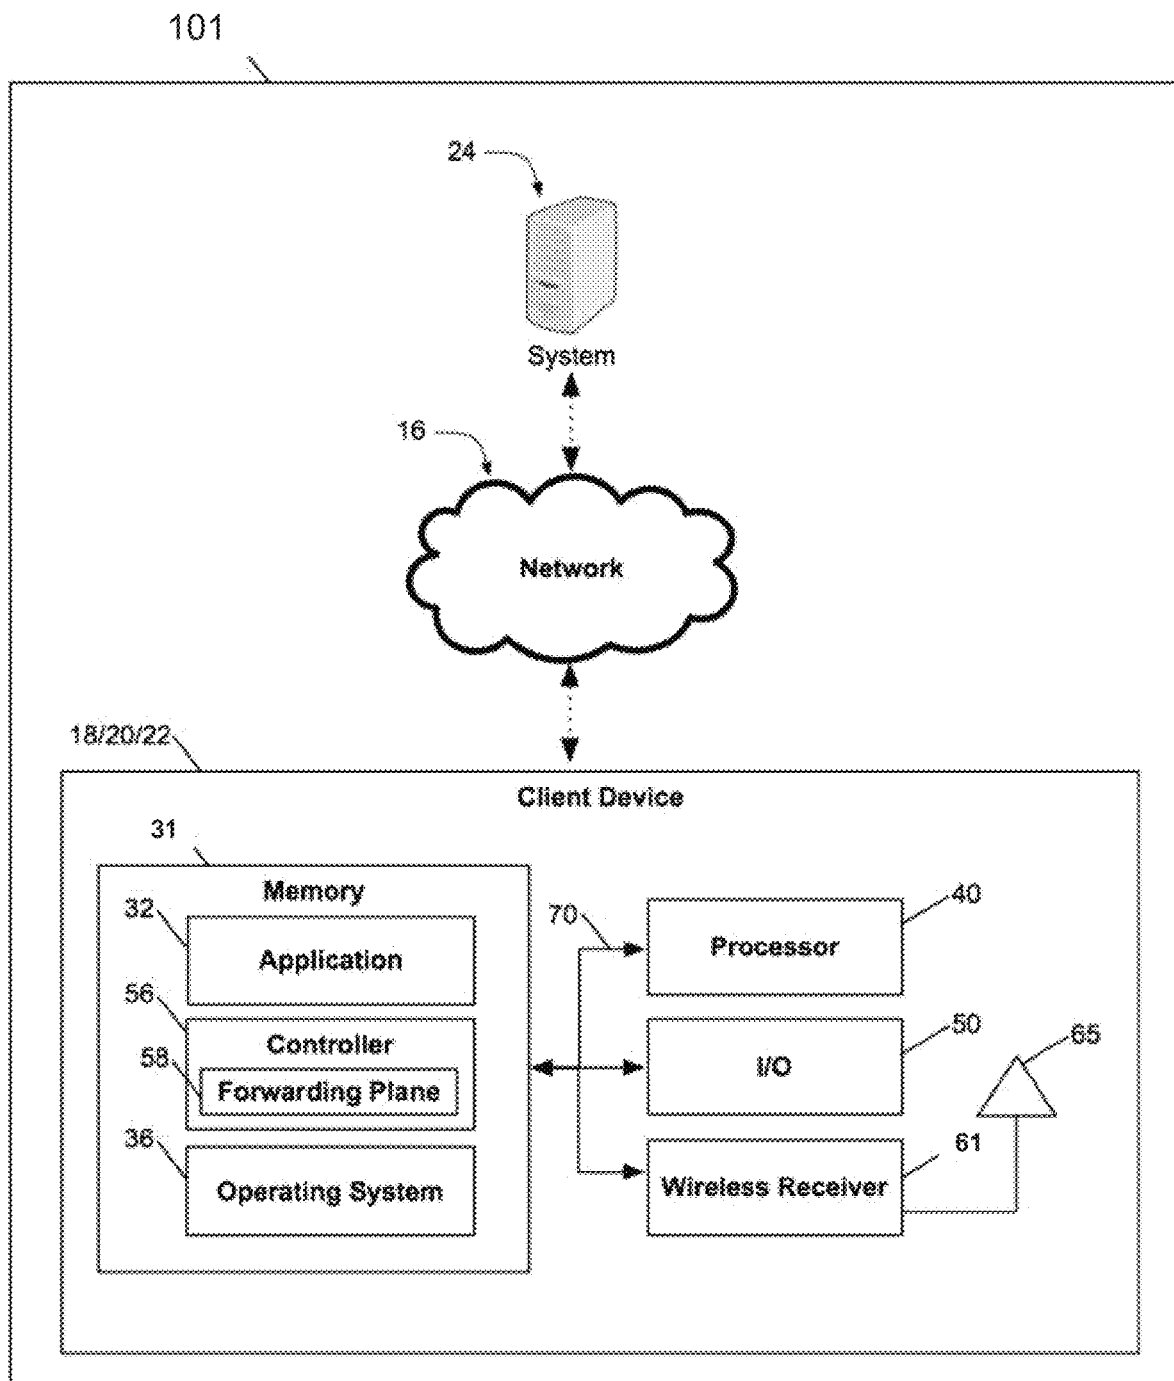 101
24
System
16
Network
18/20/22
Client Device
31
Memory
32
Application
56
Controller
58
Forwarding Plane
36
Operating System
70
40
Processor
50
I/O
65
61
Wireless Receiver